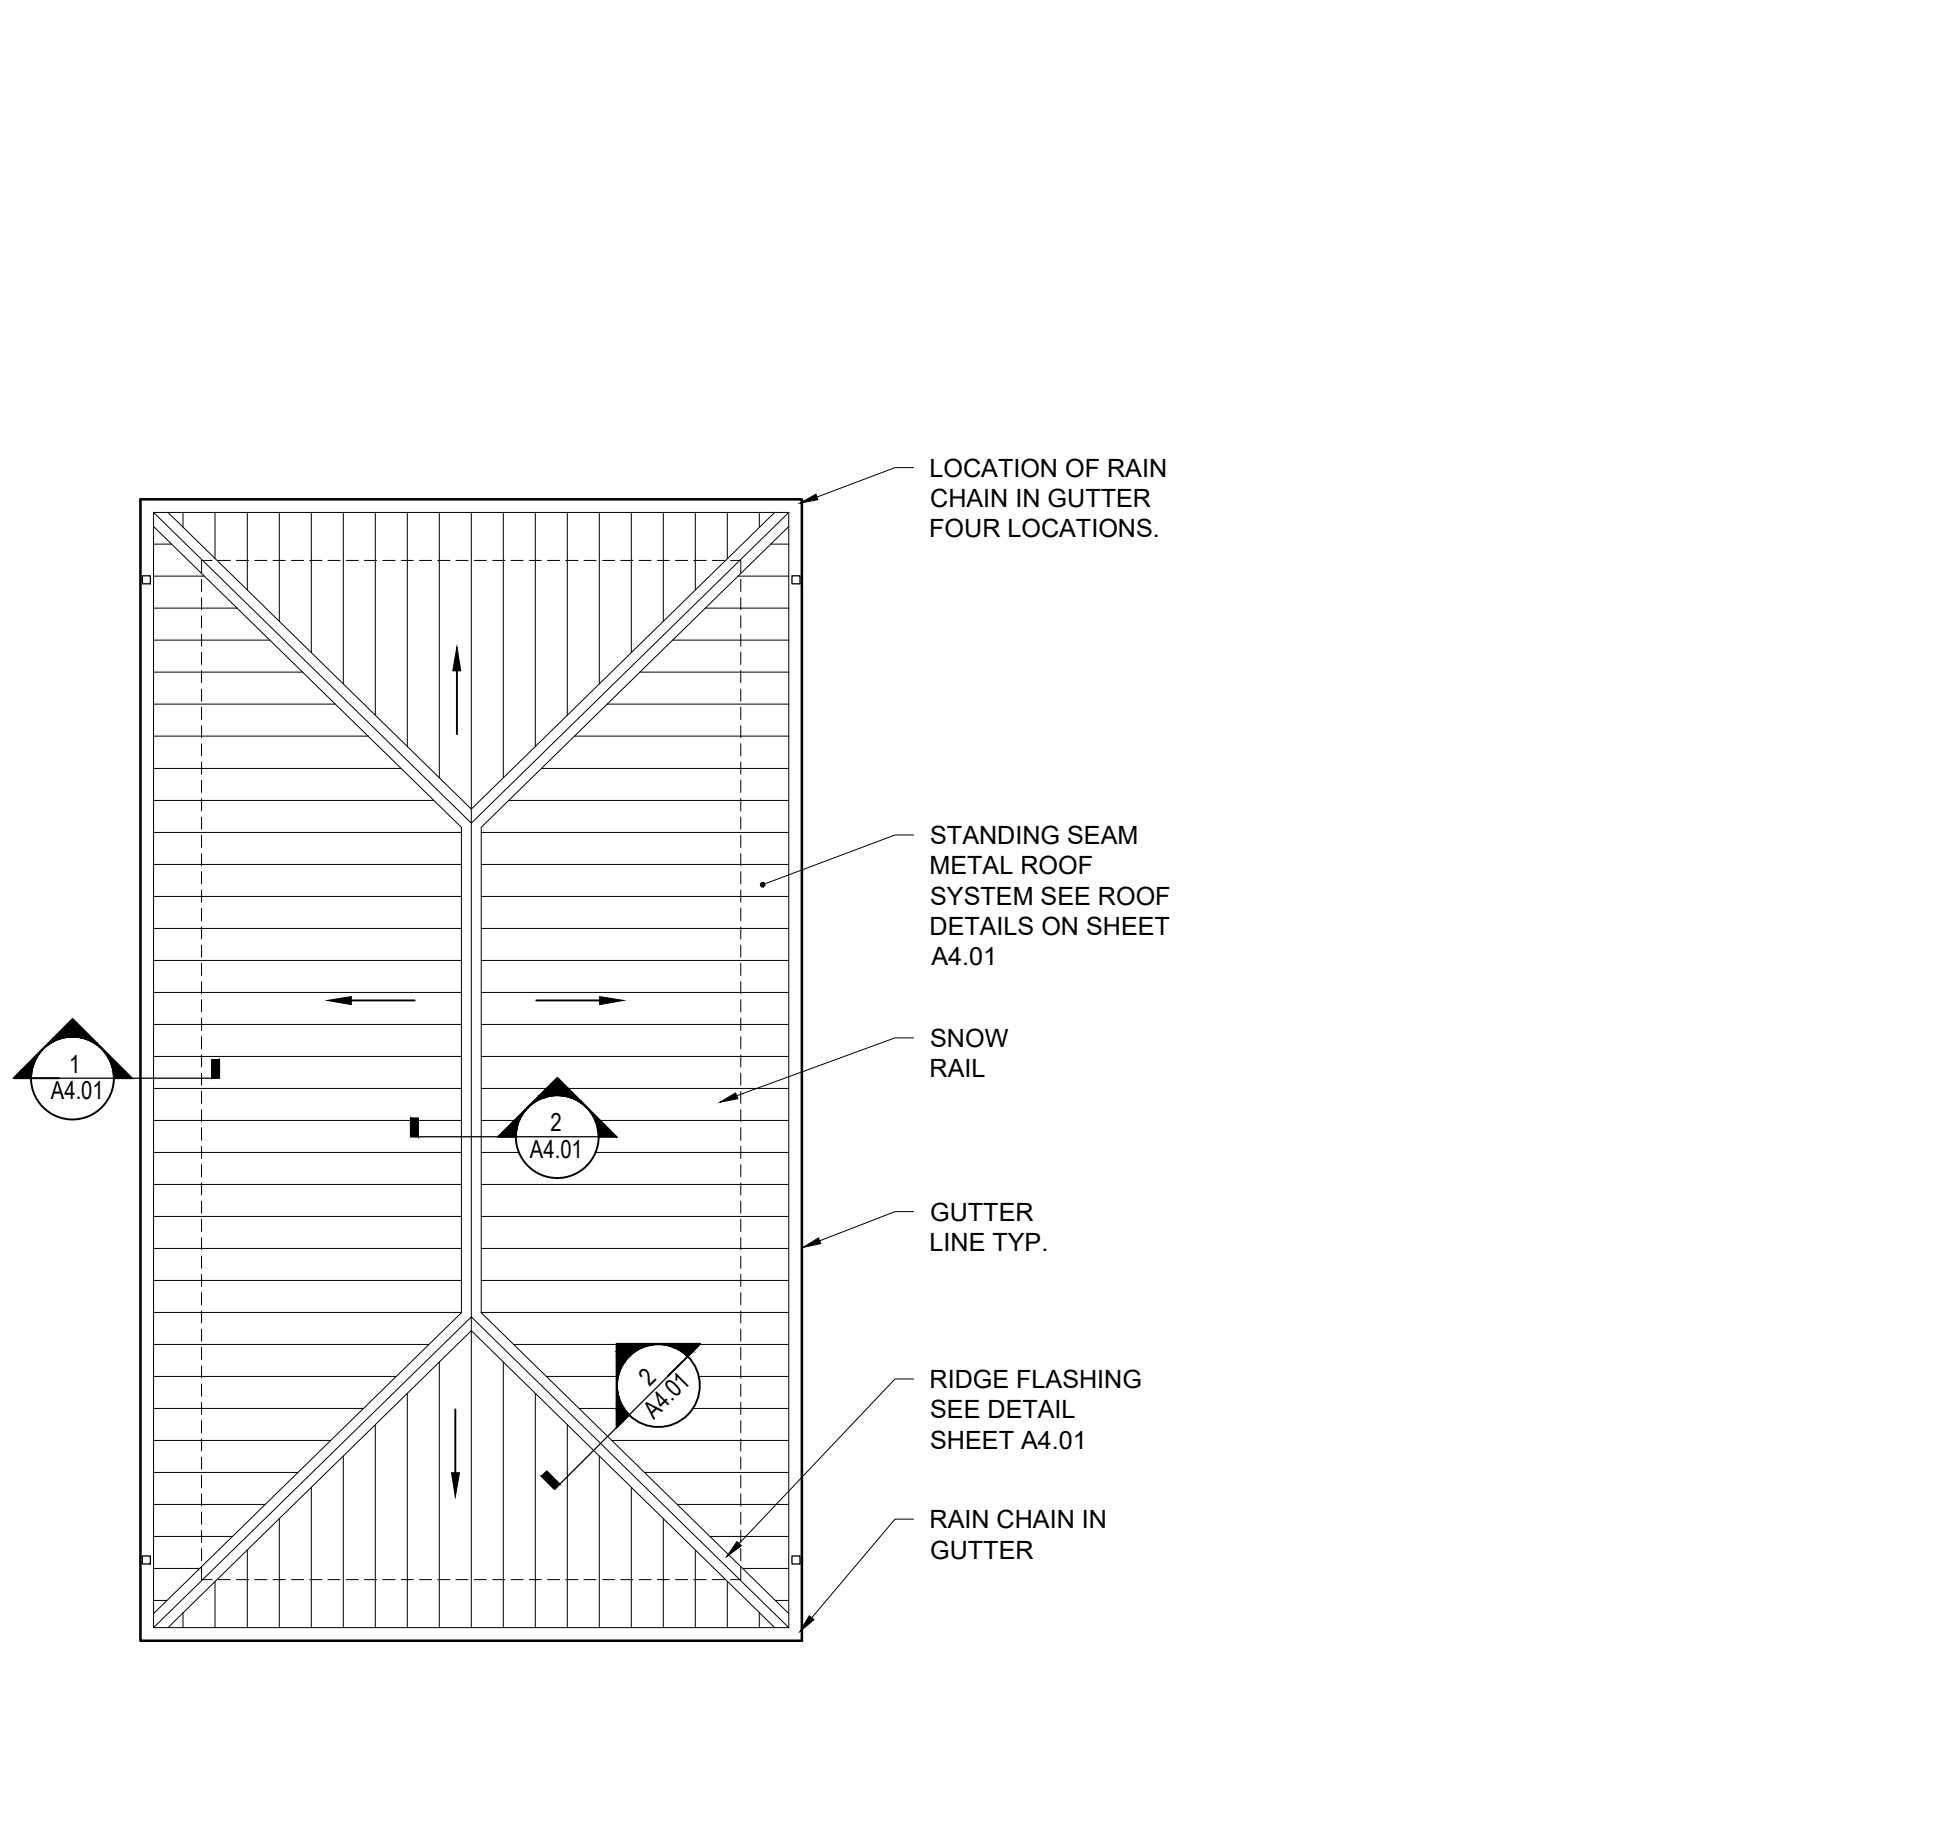 LOCATION OF RAIN
CHAIN IN GUTTER
FOUR LOCATIONS.
STANDING SEAM
METAL ROOF
SYSTEM SEE ROOF
DETAILS ON SHEET
A4.01
SNOW
RAIL
1
A4.01
2
A4.01
GUTTER
LINE TYP.
2
A4.01
RIDGE FLASHING
SEE DETAIL
SHEET A4.01
RAIN CHAIN IN
GUTTER